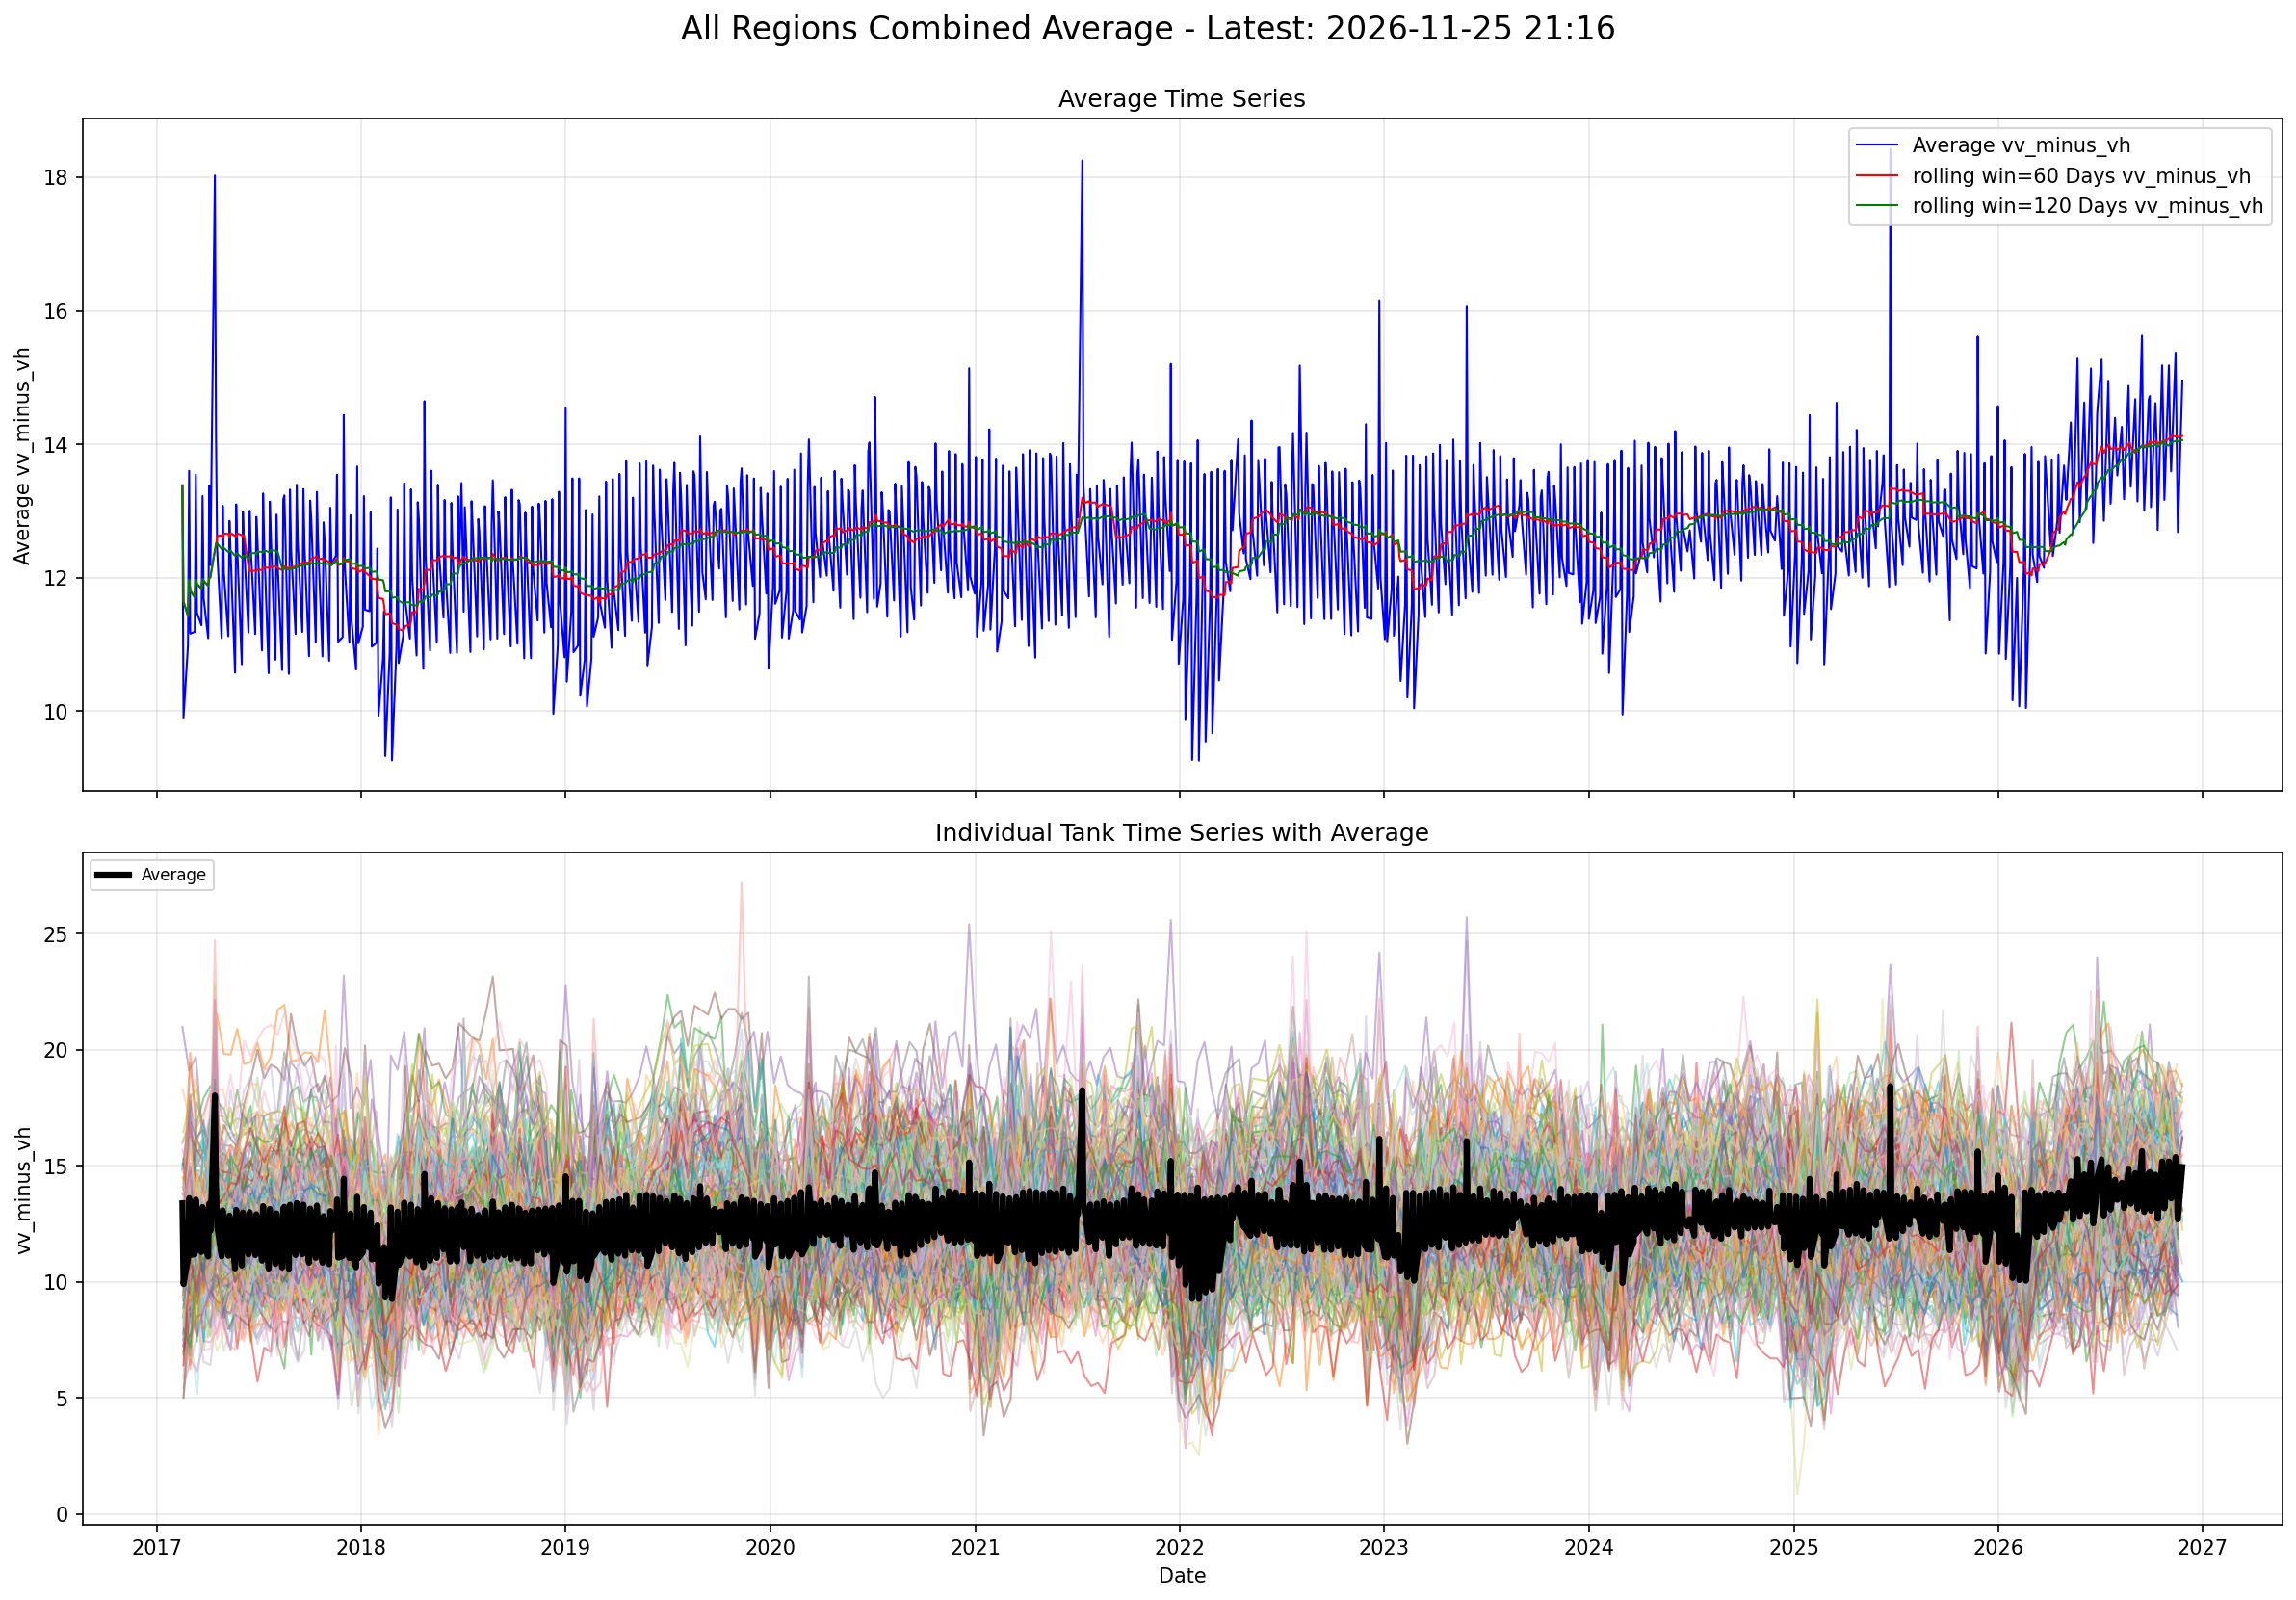 All Regions Combined Average - Latest: 2026-11-25 21:16
Average Time Series
Average vv_minus_vh
18
16
14
12
10
Average vv_minus_vh
rolling win=60 Days vv_minus_vh
rolling win=120 Days vv_minus_vh
Individual Tank Time Series with Average
vv_minus_vh
25
20
15
10
5
0
Average
2017 2018 2019 2020 2021 2022 2023 2024 2025 2026 2027
Date